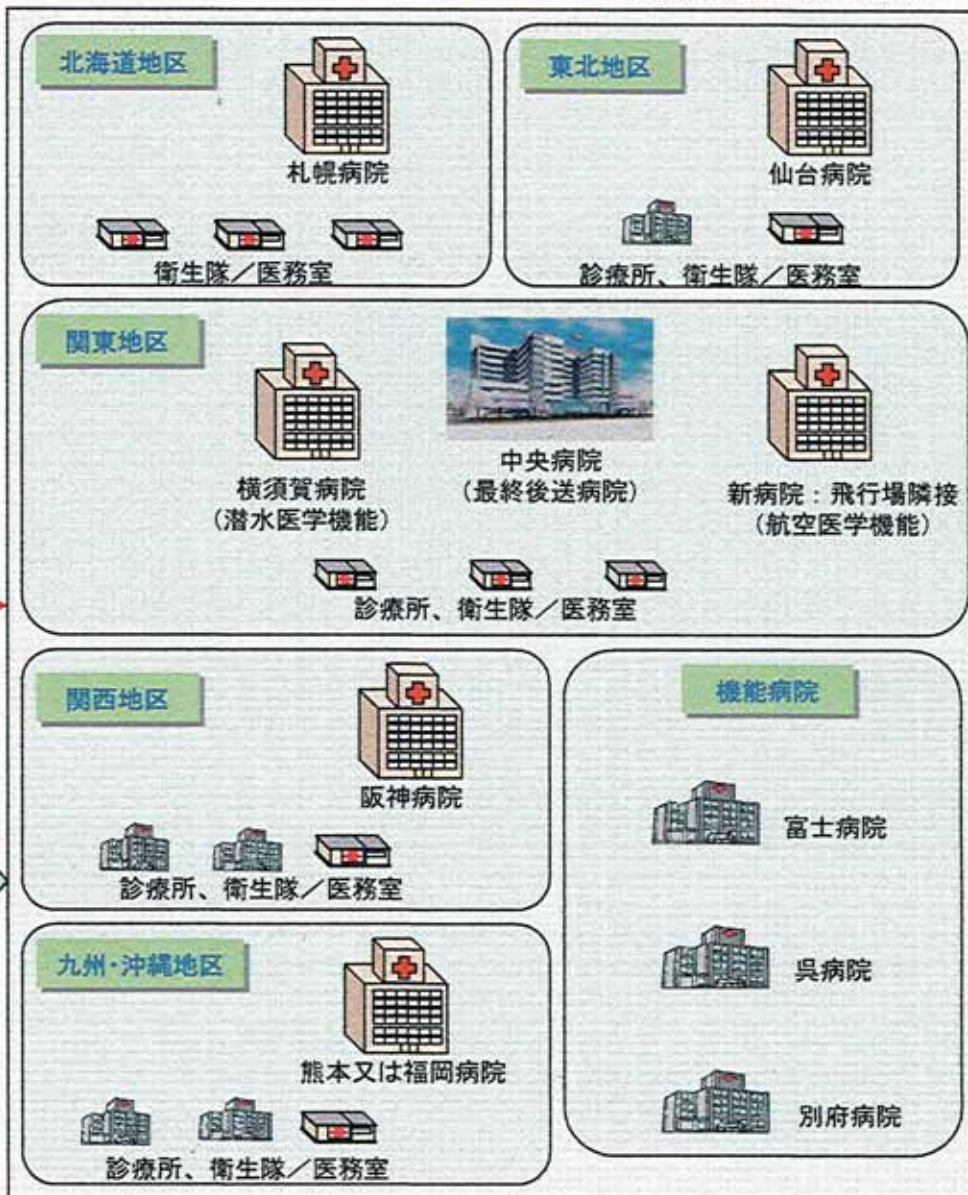 北海道地区
札幌病院
衛生隊／医務室
東北地区
仙台病院
診療所、衛生隊／医務室
関東地区
横須賀病院
(潜水医学機能)
中央病院
(最終後送病院)
新病院：飛行場隣接
(航空医学機能)
診療所、衛生隊／医務室
関西地区
阪神病院
診療所、衛生隊／医務室
機能病院
富士病院
呉病院
別府病院
九州・沖縄地区
熊本又は福岡病院
診療所、衛生隊／医務室